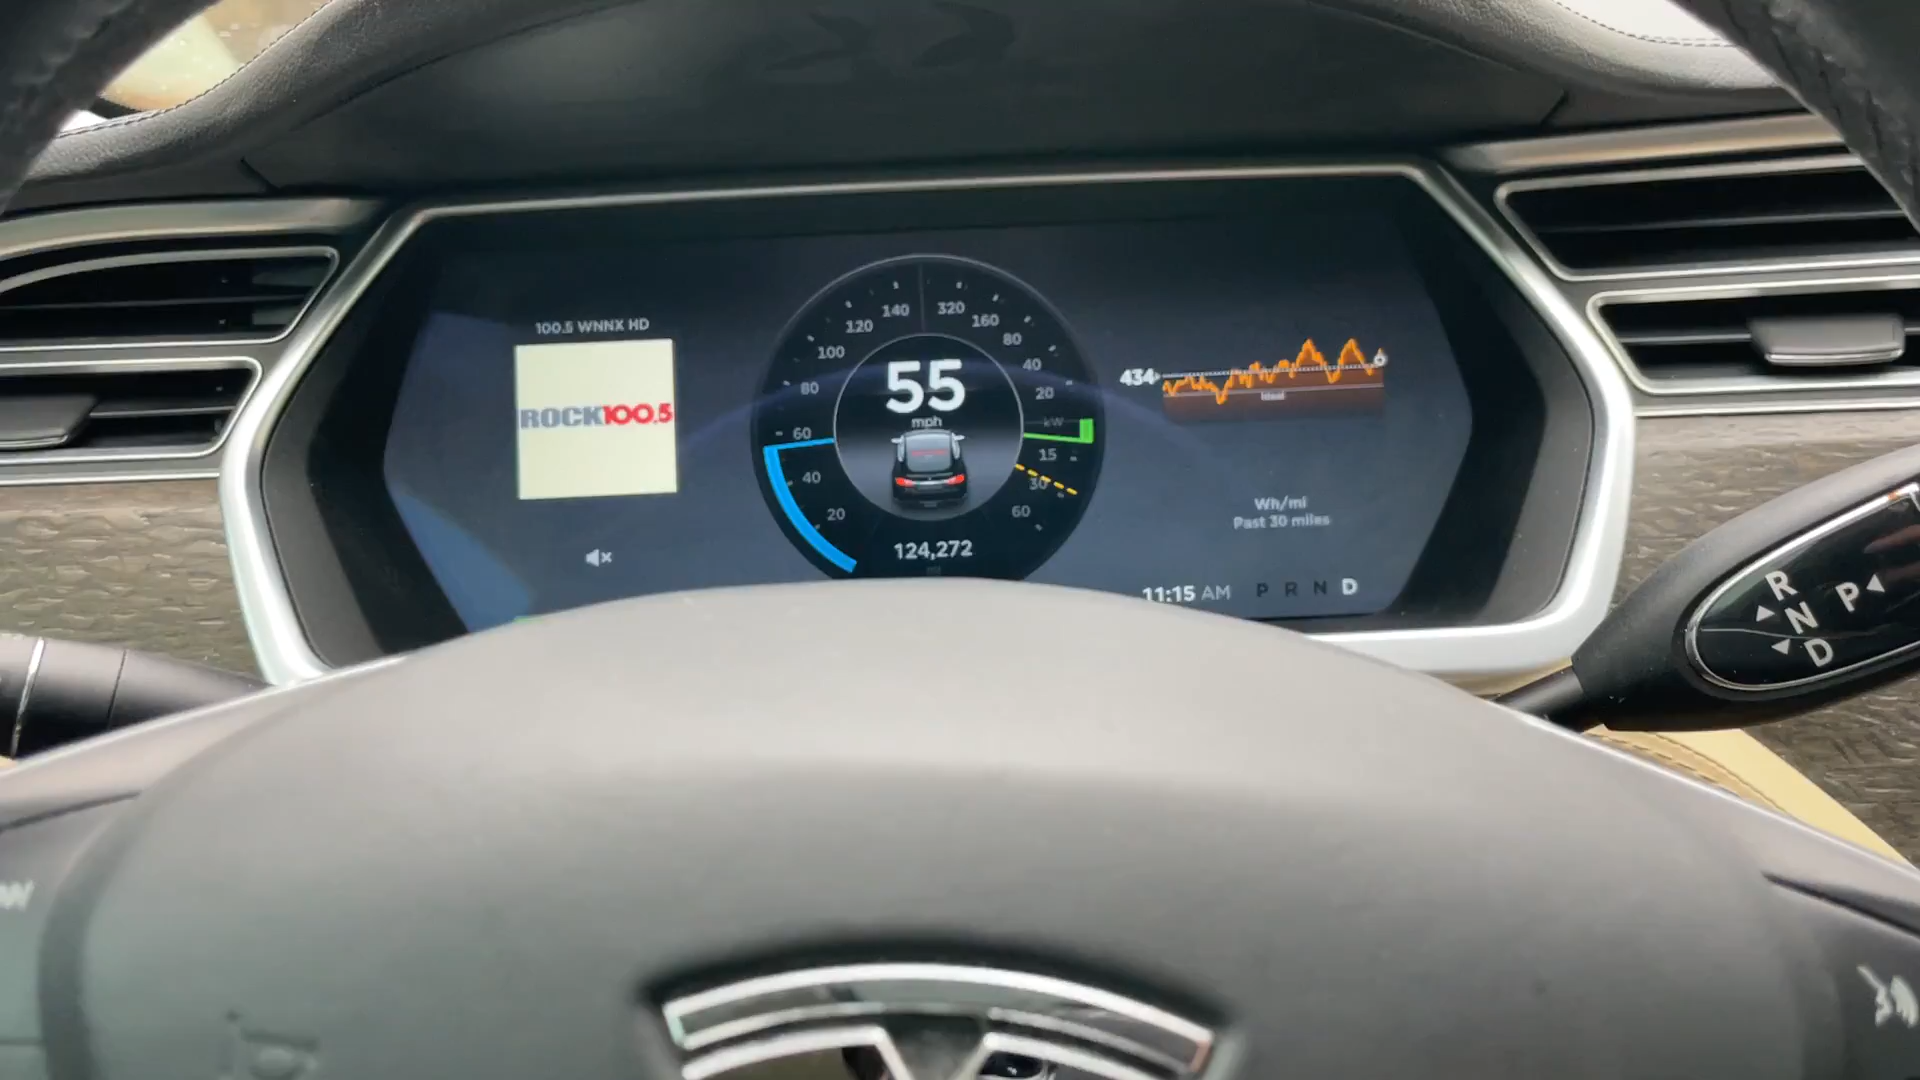 100.5 WNNX HD
ROCK100.5
140
120
100
80
60
40
20
320
160
80
40
20
kW
15
30
60
55
mph
124,272
434
Ideal
Wh/mi
Past 30 miles
11:15 AM
P R N D
R
N
D
P